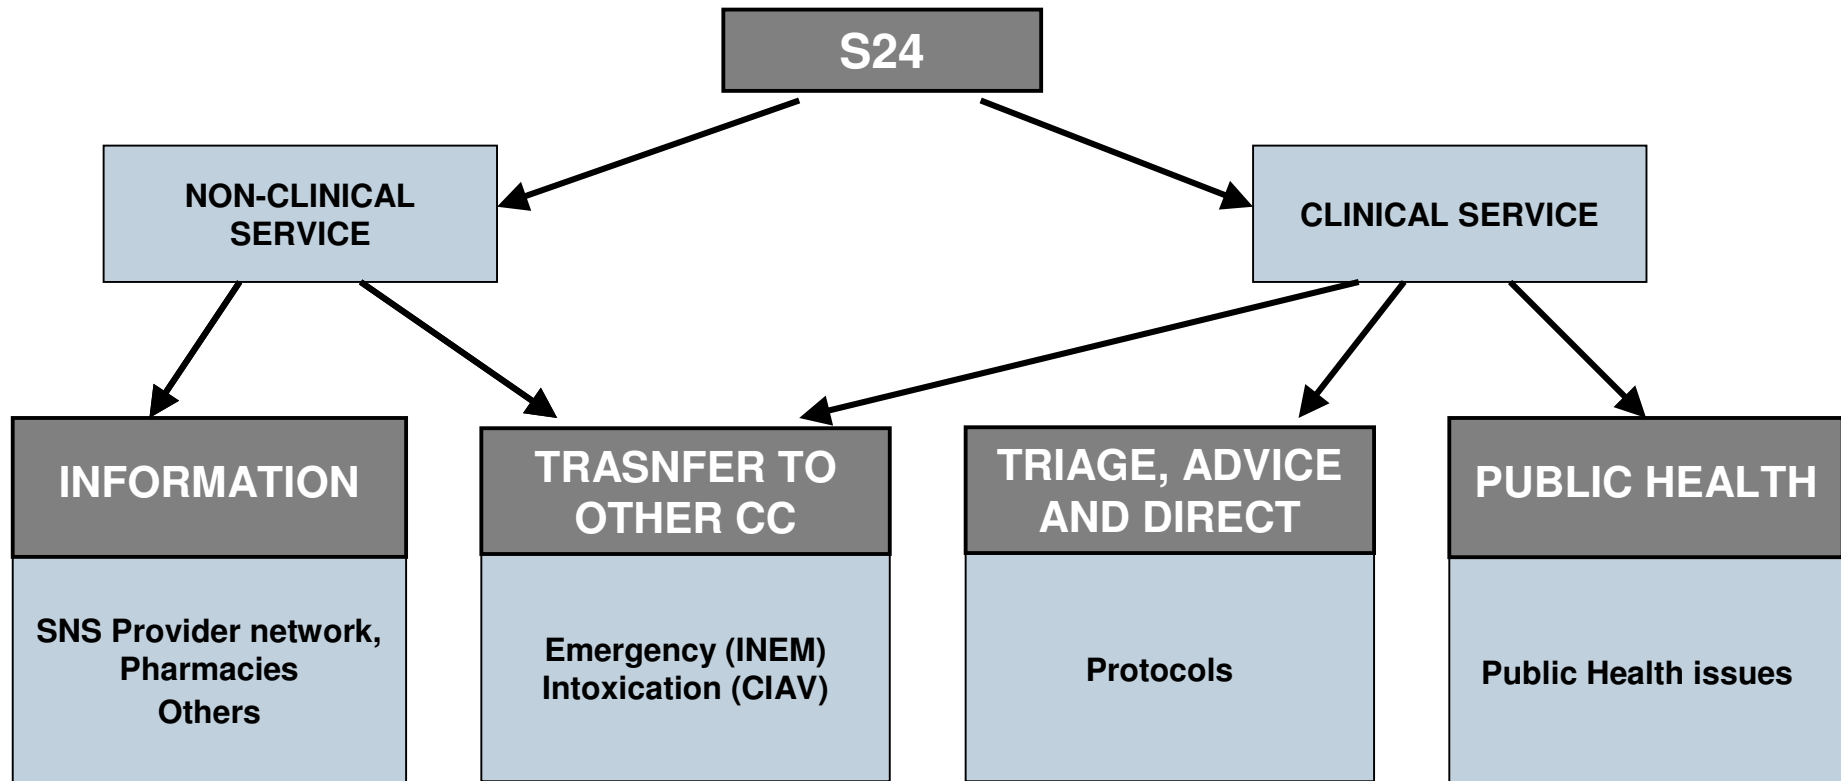 S24
NON-CLINICAL
SERVICE
CLINICAL SERVICE
INFORMATION
SNS Provider network,
Pharmacies
Others
TRASNFER TO
OTHER CC
Emergency (INEM)
Intoxication (CIAV)
TRIAGE, ADVICE
AND DIRECT
Protocols
PUBLIC HEALTH
Public Health issues